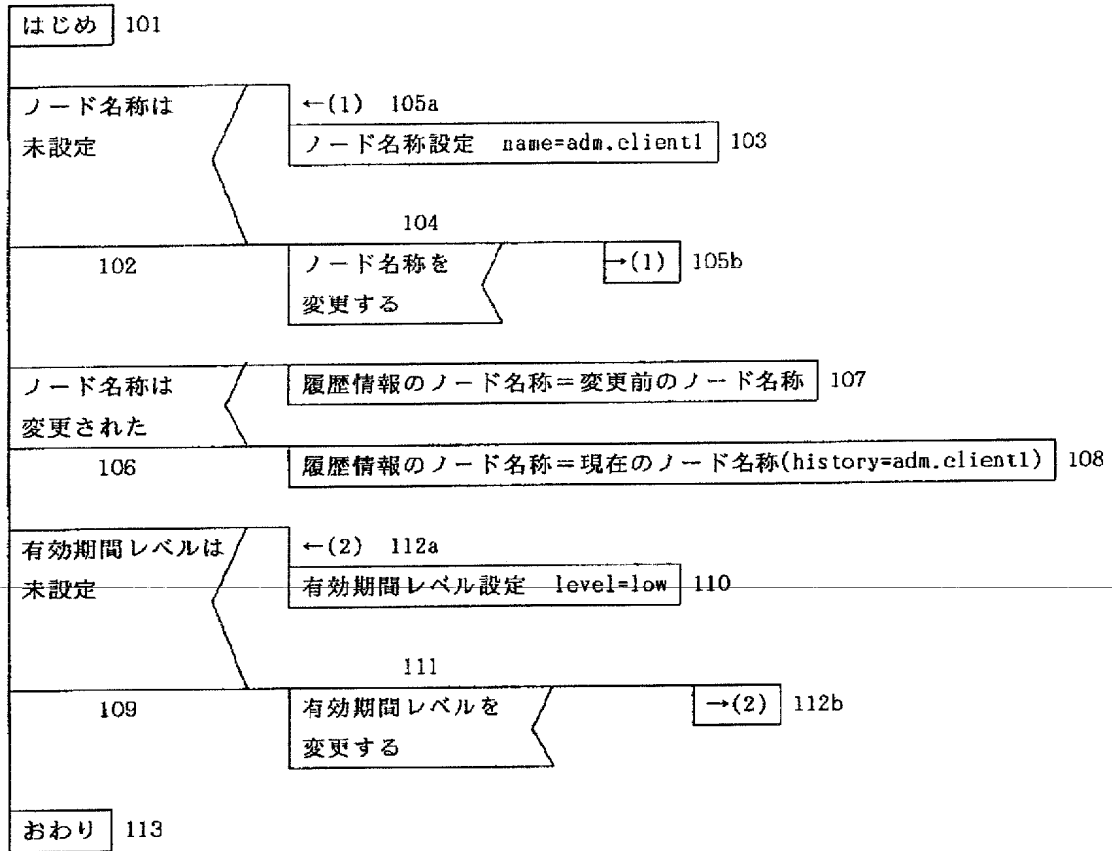 はじめ 101
ノード名称は ←(1) 105a
未設定 ノード名称設定 name=adm.client1 103
104
102 ノード名称を →(1) 105b
変更する
ノード名称は 履歴情報のノード名称=変更前のノード名称 107
変更された
106 履歴情報のノード名称=現在のノード名称(history=adm.client1) 108
有効期間レベルは ←(2) 112a
未設定 有効期間レベル設定 level=low 110
111
109 有効期間レベルを →(2) 112b
変更する
おわり 113